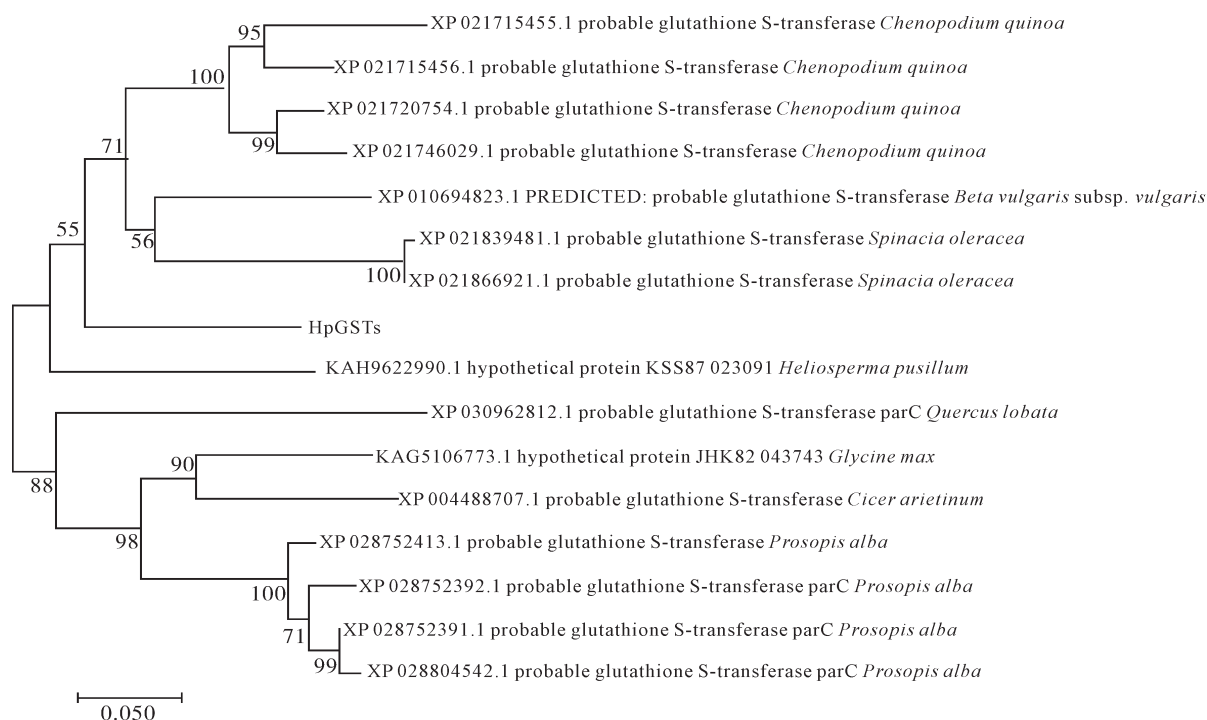 95
XP 021715455.1 probable glutathione S-transferase Chenopodium quinoa
XP 021715456.1 probable glutathione S-transferase Chenopodium quinoa
100
XP 021720754.1 probable glutathione S-transferase Chenopodium quinoa
99
XP 021746029.1 probable glutathione S-transferase Chenopodium quinoa
71
XP 010694823.1 PREDICTED: probable glutathione S-transferase Beta vulgaris subsp. vulgaris
55
56
XP 021839481.1 probable glutathione S-transferase Spinacia oleracea
100
XP 021866921.1 probable glutathione S-transferase Spinacia oleracea
HpGSTs
KAH9622990.1 hypothetical protein KSS87 023091 Heliosperma pusillum
XP 030962812.1 probable glutathione S-transferase parC Quercus lobata
88
90
KAG5106773.1 hypothetical protein JHK82 043743 Glycine max
XP 004488707.1 probable glutathione S-transferase Cicer arietinum
98
XP 028752413.1 probable glutathione S-transferase Prosopis alba
100
XP 028752392.1 probable glutathione S-transferase parC Prosopis alba
71
XP 028752391.1 probable glutathione S-transferase parC Prosopis alba
99
XP 028804542.1 probable glutathione S-transferase parC Prosopis alba
0.050